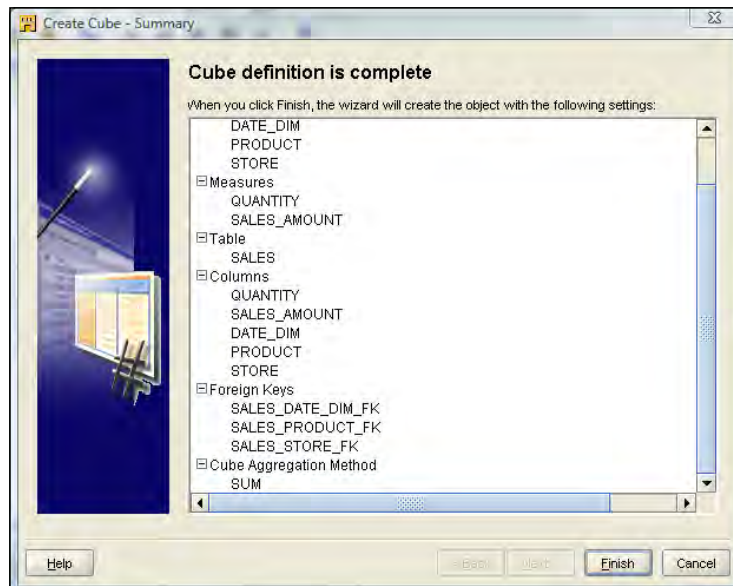 Create Cube - Summary
Cube definition is complete
When you click Finish, the wizard will create the object with the following settings:
DATE_DIM
PRODUCT
STORE
Measures
QUANTITY
SALES_AMOUNT
Table
SALES
Columns
QUANTITY
SALES_AMOUNT
DATE_DIM
PRODUCT
STORE
Foreign Keys
SALES_DATE_DIM_FK
SALES_PRODUCT_FK
SALES_STORE_FK
Cube Aggregation Method
SUM
Help
< Back
Next >
Finish
Cancel